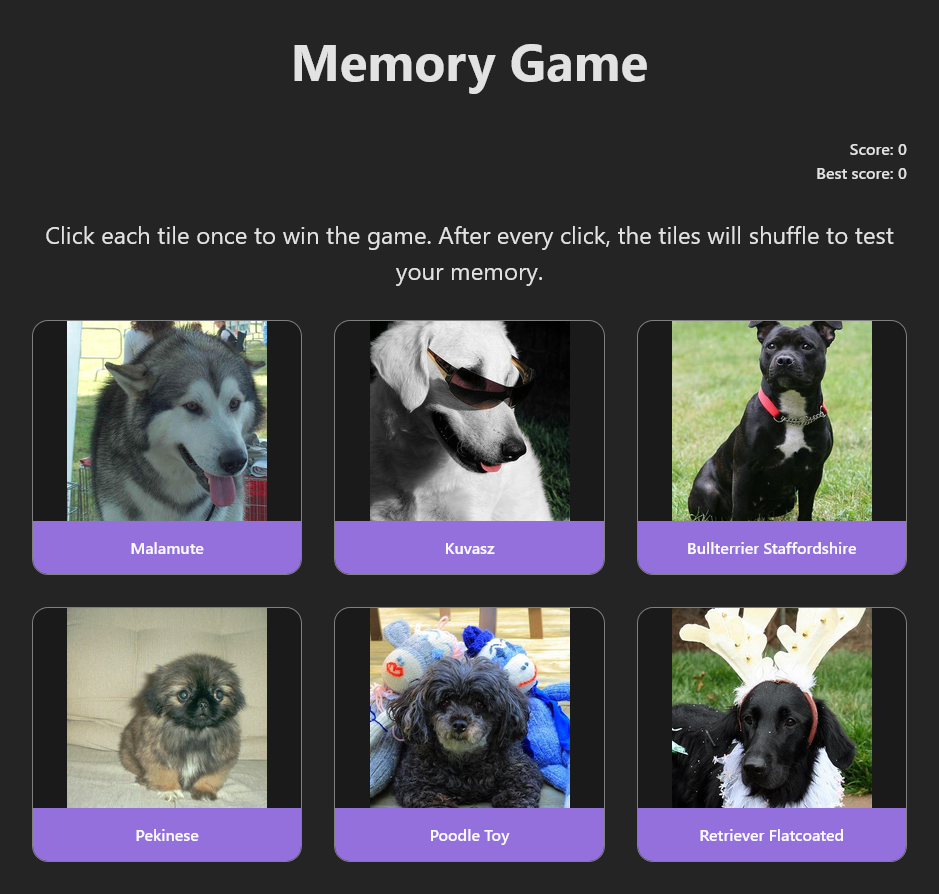 Memory Game
Score: 0
Best score: 0
Click each tile once to win the game. After every click, the tiles will shuffle to test
your memory.
Malamute
Kuvasz
Bullterrier Staffordshire
Pekinese
Poodle Toy
Retriever Flatcoated